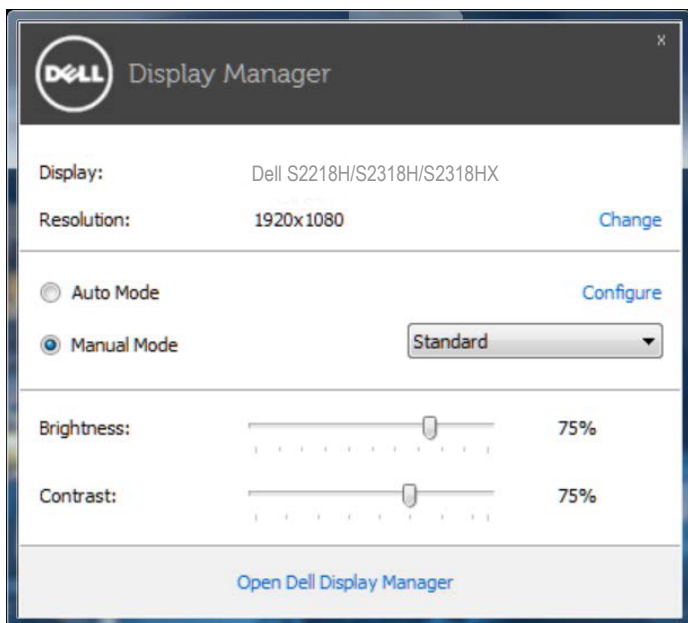 DELL Display Manager x
Display: Dell S2218H/S2318H/S2318HX
Resolution: 1920x1080 Change
Auto Mode Configure
Manual Mode Standard
Brightness: 75%
Contrast: 75%
Open Dell Display Manager